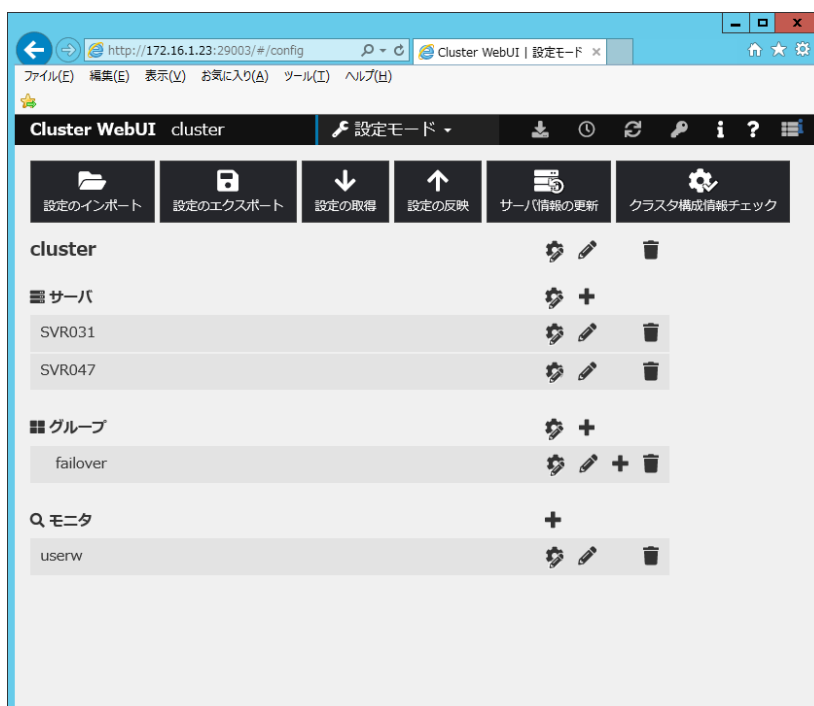 http://172.16.1.23:29003/#/config
Cluster WebUI | 設定モード ×
ファイル(F) 編集(E) 表示(V) お気に入り(A) ツール(T) ヘルプ(H)
Cluster WebUI cluster 設定モード
設定のインポート 設定のエクスポート 設定の取得 設定の反映 サーバ情報の更新 クラスタ構成情報チェック
cluster
サーバ
SVR031
SVR047
グループ
failover
モニタ
userw